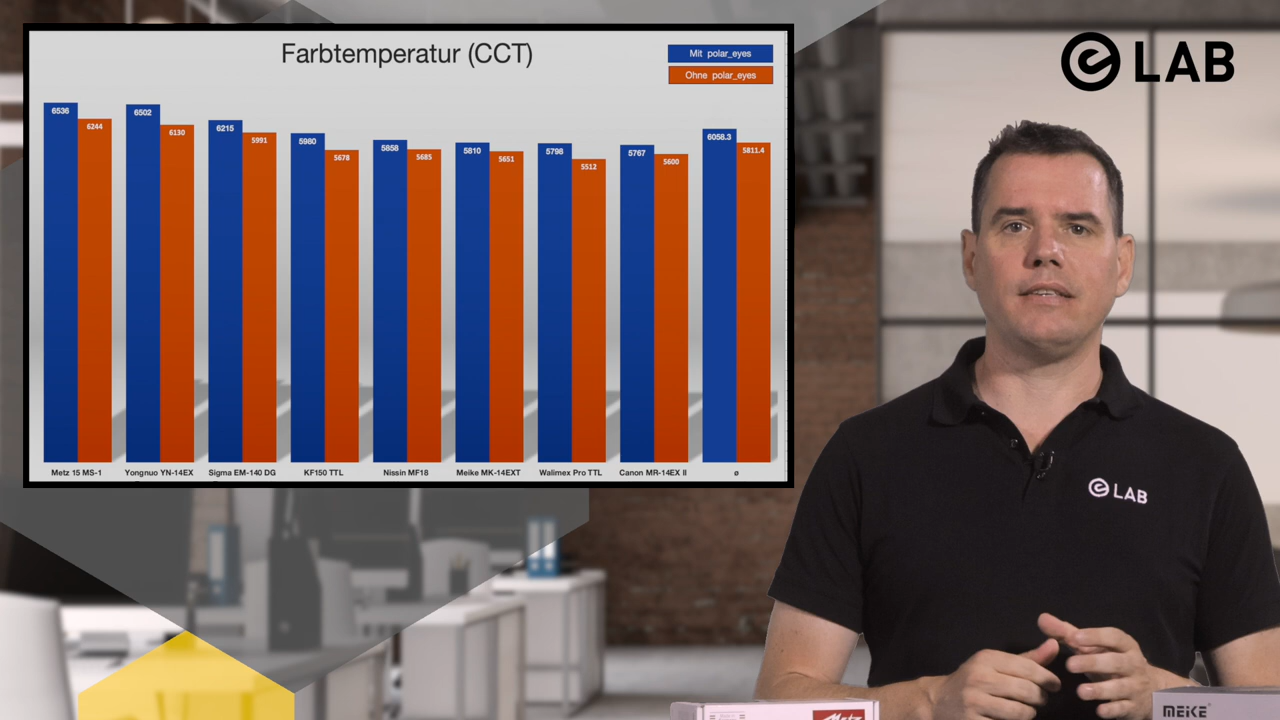 Farbtemperatur (CCT)
Mit polar_eyes
Ohne polar_eyes
6536 6244 6502 6130 6215 5991 5980 5678 5858 5685 5810 5651 5798 5512 5767 5600 6058.3 5811.4
Metz 15 MS-1 Yongnuo YN-14EX Sigma EM-140 DG KF150 TTL Nissin MF18 Meike MK-14EXT Walimex Pro TTL Canon MR-14EX II ø
e LAB
e LAB
Metz
MEIKE